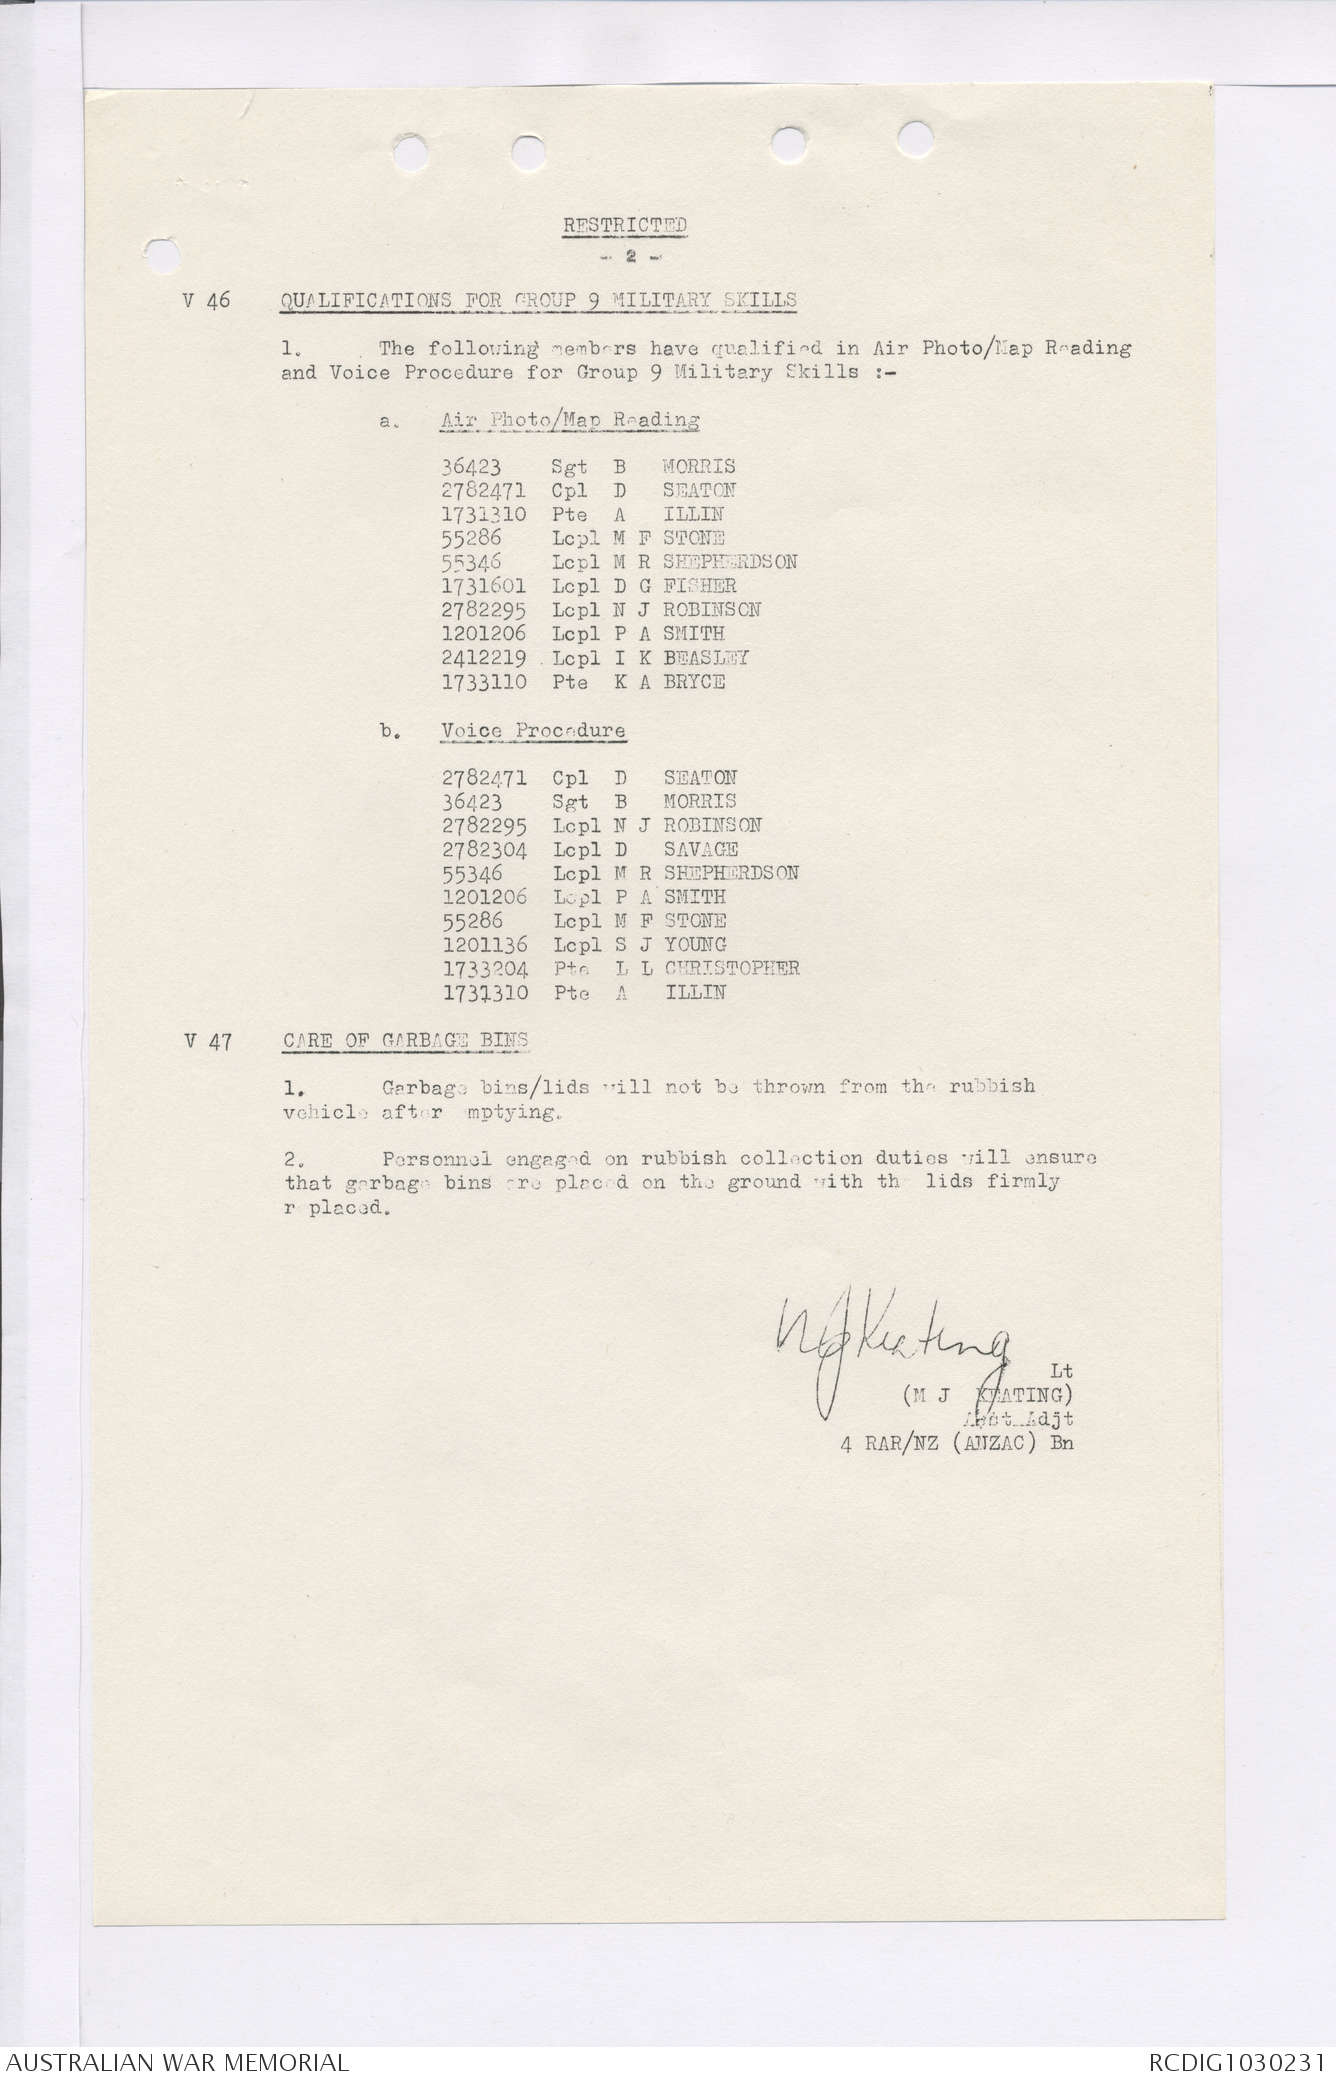 RESTRICTED
- 2 -
V 46 QUALIFICATIONS FOR GROUP 9 MILITARY SKILLS
1. The following members have qualified in Air Photo/Map Reading
and Voice Procedure for Group 9 Military Skills :-
a. Air Photo/Map Reading
36423 Sgt B MORRIS
2782471 Cpl D SEATON
1731310 Pte A ILLIN
55286 Lcpl M F STONE
55346 Lcpl M R SHEPHERDSON
1731601 Lcpl D G FISHER
2782295 Lcpl N J ROBINSON
1201206 Lcpl P A SMITH
2412219 Lcpl I K BEASLEY
1733110 Pte K A BRYCE
b. Voice Procedure
2782471 Cpl D SEATON
36423 Sgt B MORRIS
2782295 Lcpl N J ROBINSON
2782304 Lcpl D SAVAGE
55346 Lcpl M R SHEPHERDSON
1201206 Lcpl P A SMITH
55286 Lcpl M F STONE
1201136 Lcpl S J YOUNG
1733204 Pte L L CHRISTOPHER
1731310 Pte A ILLIN
V 47 CARE OF GARBAGE BINS
1. Garbage bins/lids will not be thrown from the rubbish
vehicle after emptying.
2. Personnel engaged on rubbish collection duties will ensure
that garbage bins are placed on the ground with the lids firmly
replaced.
MJKeating
Lt
(M J KEATING)
Asst Adjt
4 RAR/NZ (ANZAC) Bn
AUSTRALIAN WAR MEMORIAL
RCDIG1030231